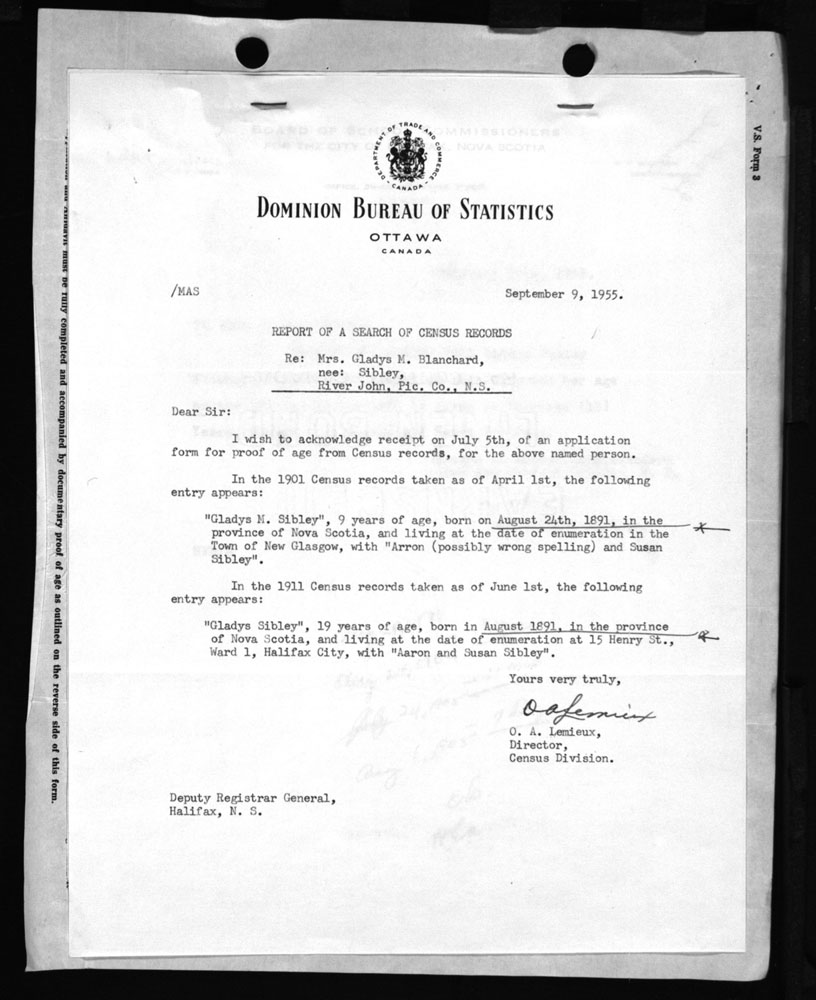 DEPARTMENT OF TRADE AND COMMERCE
CANADA
DOMINION BUREAU OF STATISTICS
OTTAWA
CANADA
/MAS
September 9, 1955.
REPORT OF A SEARCH OF CENSUS RECORDS
Re: Mrs. Gladys M. Blanchard,
nee: Sibley,
River John, Pic. Co., N.S.
Dear Sir:
I wish to acknowledge receipt on July 5th, of an application
form for proof of age from Census records, for the above named person.
In the 1901 Census records taken as of April 1st, the following
entry appears:
"Gladys M. Sibley", 9 years of age, born on August 24th, 1891, in the
province of Nova Scotia, and living at the date of enumeration in the
Town of New Glasgow, with "Arron (possibly wrong spelling) and Susan
Sibley".
In the 1911 Census records taken as of June 1st, the following
entry appears:
"Gladys Sibley", 19 years of age, born in August 1891, in the province
of Nova Scotia, and living at the date of enumeration at 15 Henry St.,
Ward 1, Halifax City, with "Aaron and Susan Sibley".
Yours very truly,
OALemieux
O. A. Lemieux,
Director,
Census Division.
Deputy Registrar General,
Halifax, N. S.
V.S. Form 3
must be fully completed and accompanied by documentary proof of age as outlined on the reverse side of this form.